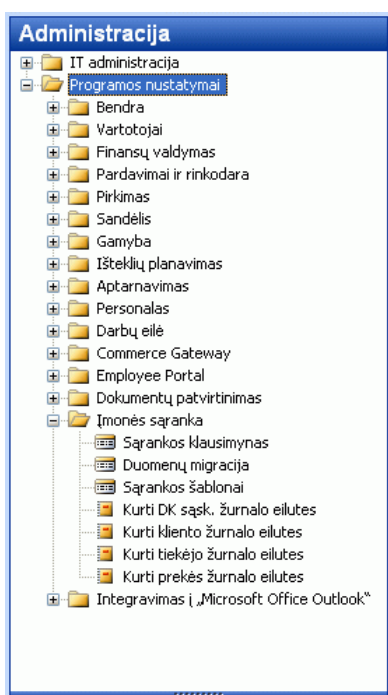 Administracija
IT administracija
Programos nustatymai
Bendra
Vartotojai
Finansų valdymas
Pardavimai ir rinkodara
Pirkimas
Sandėlis
Gamyba
Išteklių planavimas
Aptarnavimas
Personalas
Darbų eilė
Commerce Gateway
Employee Portal
Dokumentų patvirtinimas
Įmonės sąranka
Sąrankos klausimynas
Duomenų migracija
Sąrankos šablonai
Kurti DK sąsk. žurnalo eilutes
Kurti kliento žurnalo eilutes
Kurti tiekėjo žurnalo eilutes
Kurti prekės žurnalo eilutes
Integravimas į „Microsoft Office Outlook“